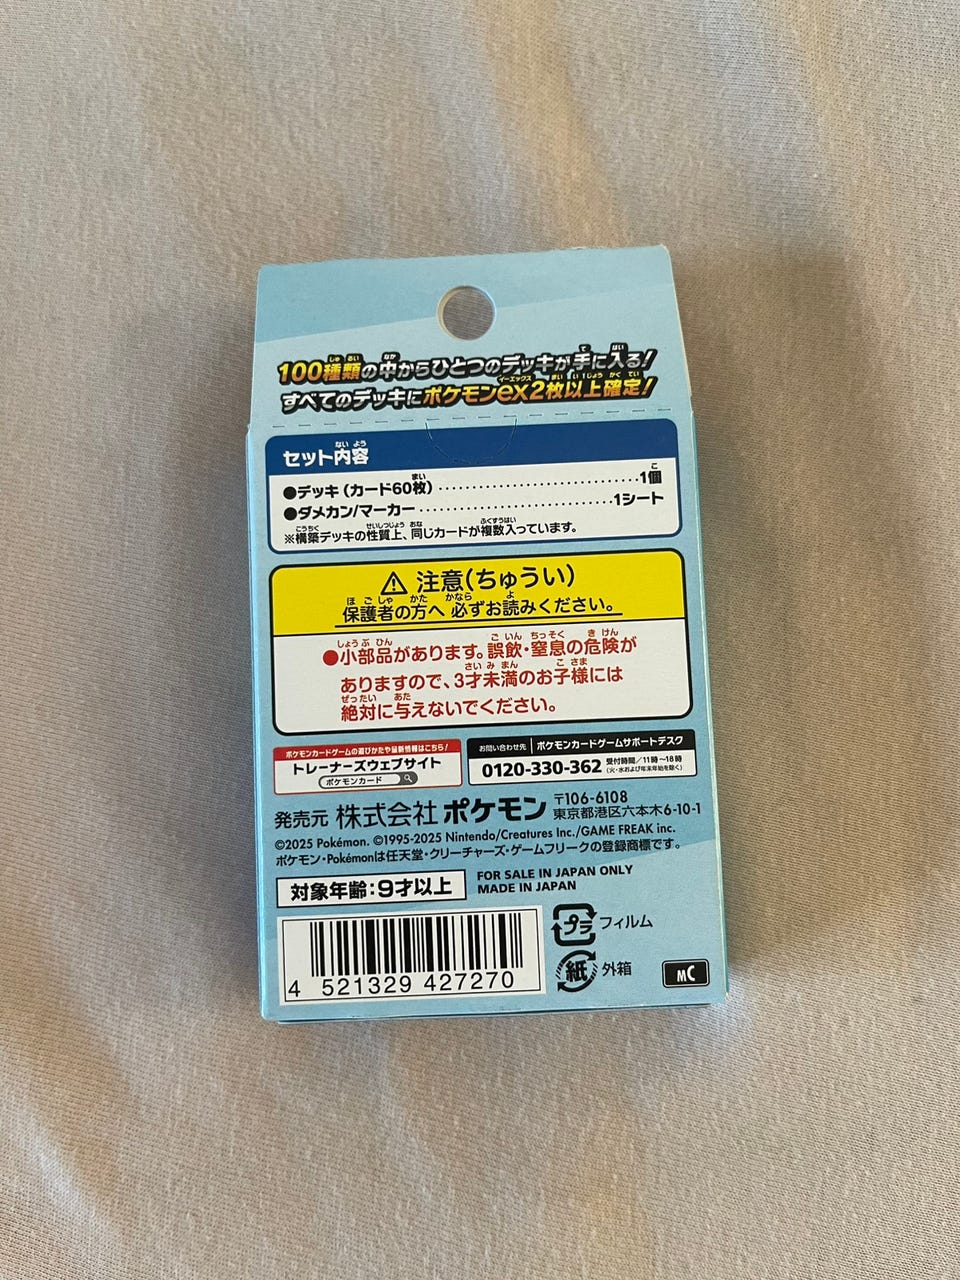 100種類の中からひとつのデッキが手に入る!
すべてのデッキにポケモンex2枚以上確定!
セット内容
●デッキ(カード60枚)··············1個
●ダメカン/マーカー··············1シート
※構築デッキの性質上、同じカードが複数入っています。
⚠ 注意(ちゅうい)
保護者の方へ 必ずお読みください。
●小部品があります。誤飲・窒息の危険が
ありますので、3才未満のお子様には
絶対に与えないでください。
ポケモンカードゲームの遊びかたや最新情報はこちら!
トレーナーズウェブサイト
ポケモンカード
お問い合わせ先 ポケモンカードゲームサポートデスク
0120-330-362 受付時間/11時〜18時
(火・水および年末年始を除く)
発売元 株式会社ポケモン 〒106-6108
東京都港区六本木6-10-1
©2025 Pokémon. ©1995-2025 Nintendo/Creatures Inc./GAME FREAK inc.
ポケモン・Pokémonは任天堂・クリーチャーズ・ゲームフリークの登録商標です。
対象年齢:9才以上
FOR SALE IN JAPAN ONLY
MADE IN JAPAN
4 521329 427270
プラ フィルム
紙 外箱
MC